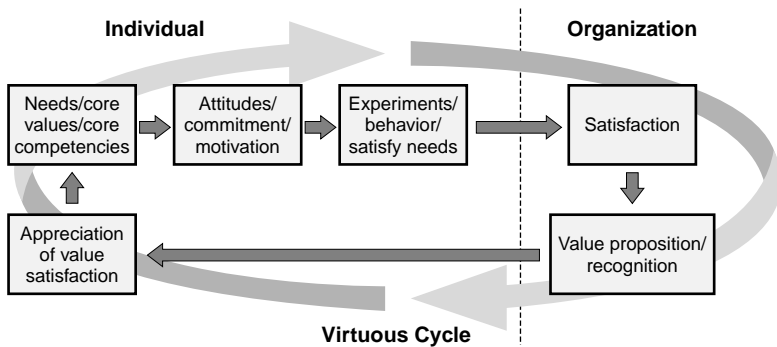 Individual
Organization
Needs/core
values/core
competencies
Attitudes/
commitment/
motivation
Experiments/
behavior/
satisfy needs
Satisfaction
Appreciation
of value
satisfaction
Value proposition/
recognition
Virtuous Cycle